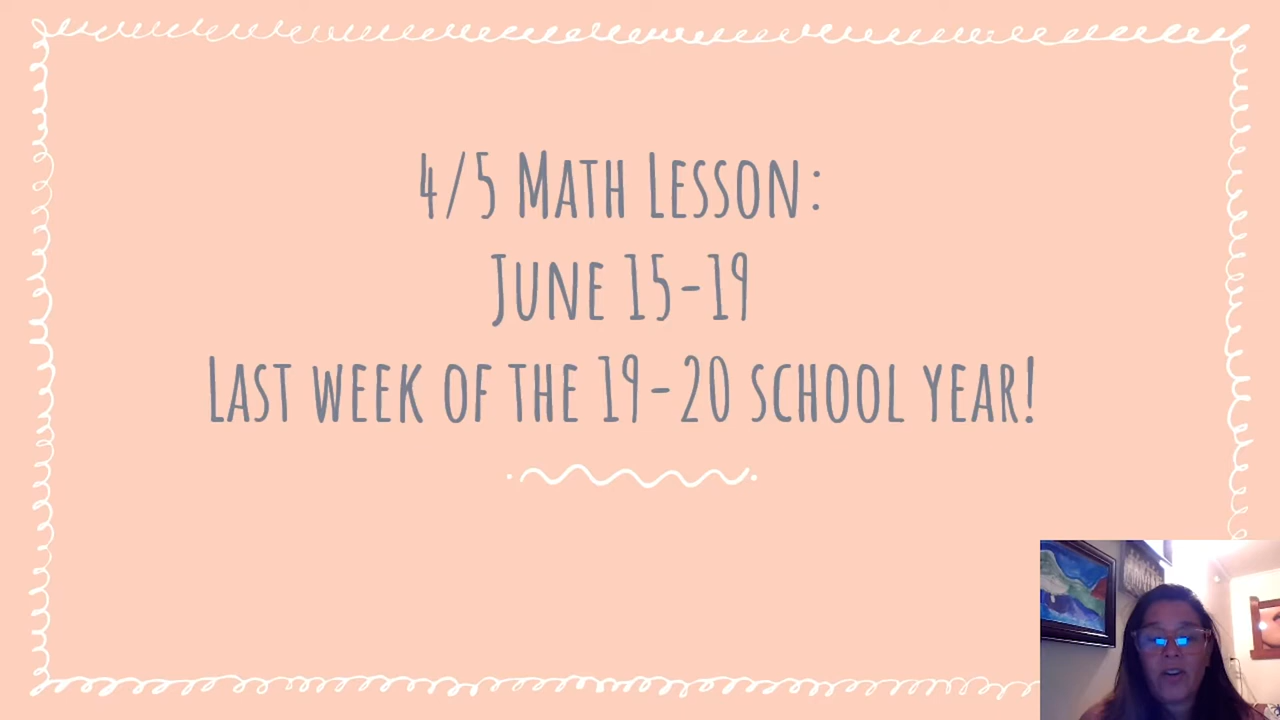 4/5 Math Lesson:
June 15-19
Last week of the 19-20 school year!